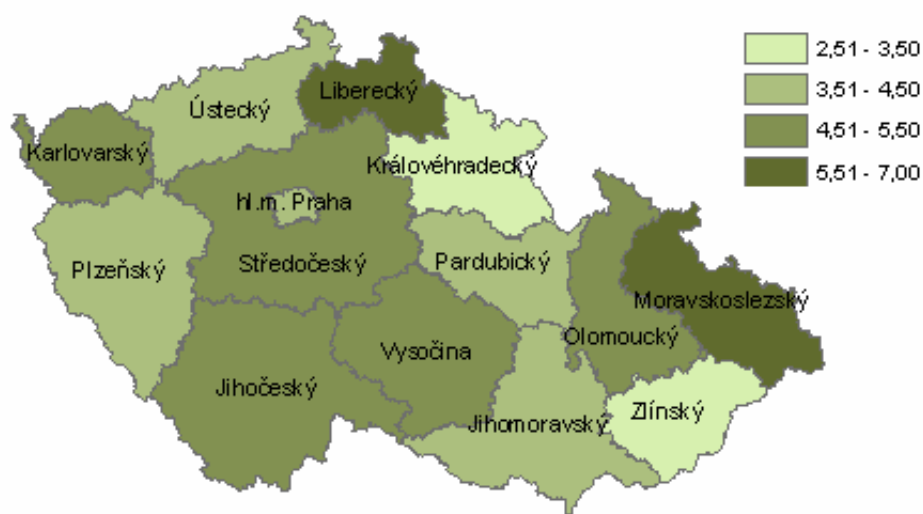 2,51 - 3,50
3,51 - 4,50
4,51 - 5,50
5,51 - 7,00
Liberecký
Ústecký
Karlovarský
Královéhradecký
hl.m. Praha
Středočeský
Pardubický
Plzeňský
Moravskoslezský
Olomoucký
Vysočina
Jihočeský
Zlínský
Jihomoravský